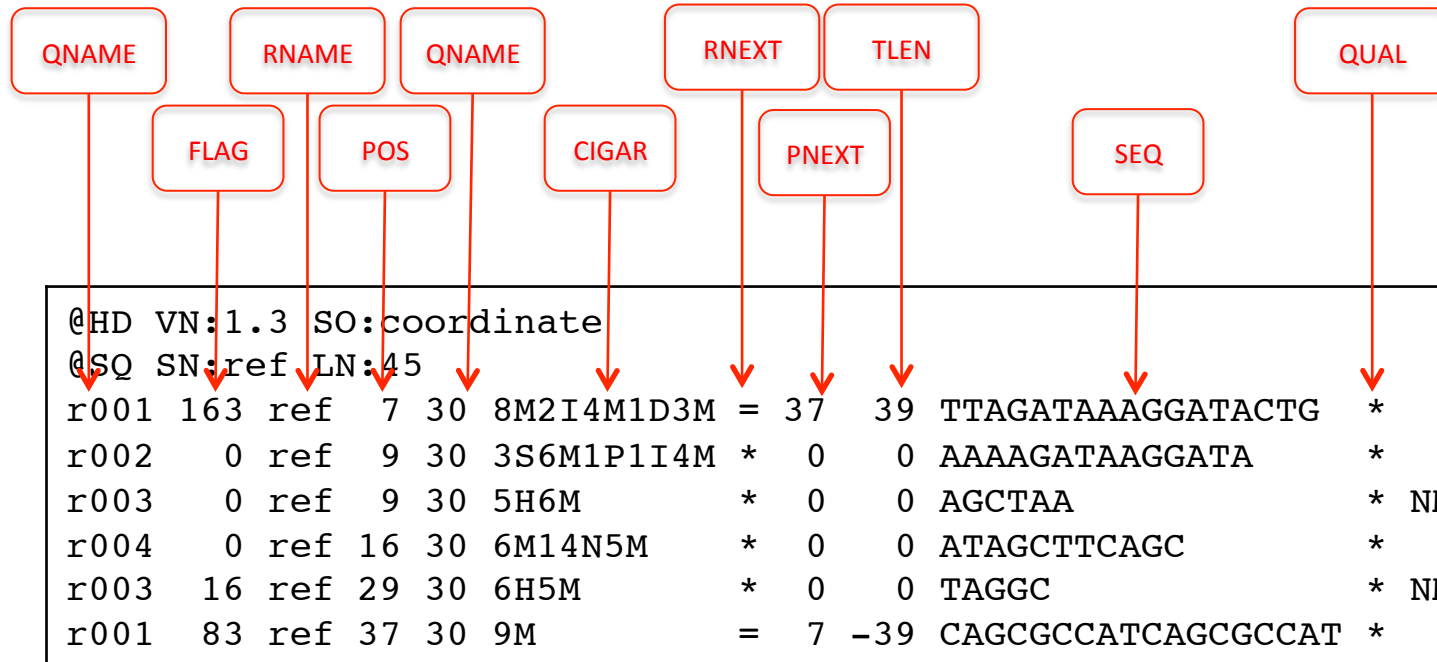 QNAME RNAME QNAME RNEXT TLEN QUAL
FLAG POS CIGAR PNEXT SEQ
@HD VN:1.3 SO:coordinate
@SQ SN:ref LN:45
r001 163 ref 7 30 8M2I4M1D3M = 37 39 TTAGATAAAGGATACTG *
r002 0 ref 9 30 3S6M1P1I4M * 0 0 AAAAGATAAGGATA *
r003 0 ref 9 30 5H6M * 0 0 AGCTAA *
r004 0 ref 16 30 6M14N5M * 0 0 ATAGCTTCAGC *
r003 16 ref 29 30 6H5M * 0 0 TAGGC *
r001 83 ref 37 30 9M = 7 -39 CAGCGCCATCAGCGCCAT *